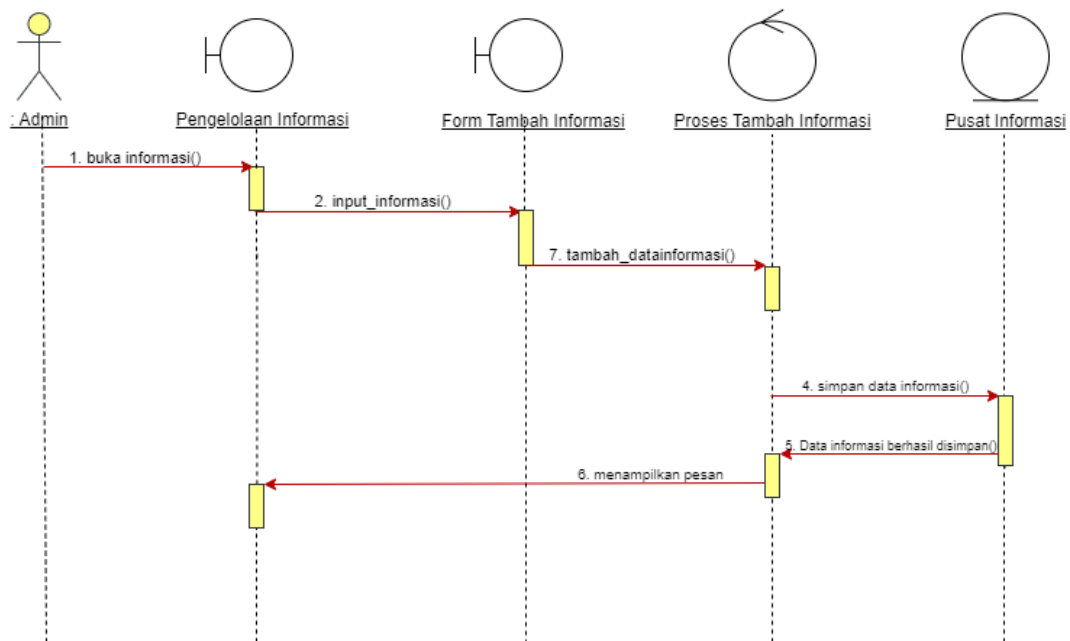 : Admin
Pengelolaan Informasi
Form Tambah Informasi
Proses Tambah Informasi
Pusat Informasi
1. buka informasi()
2. input_informasi()
7. tambah_datainformasi()
4. simpan data informasi()
5. Data informasi berhasil disimpan()
6. menampilkan pesan